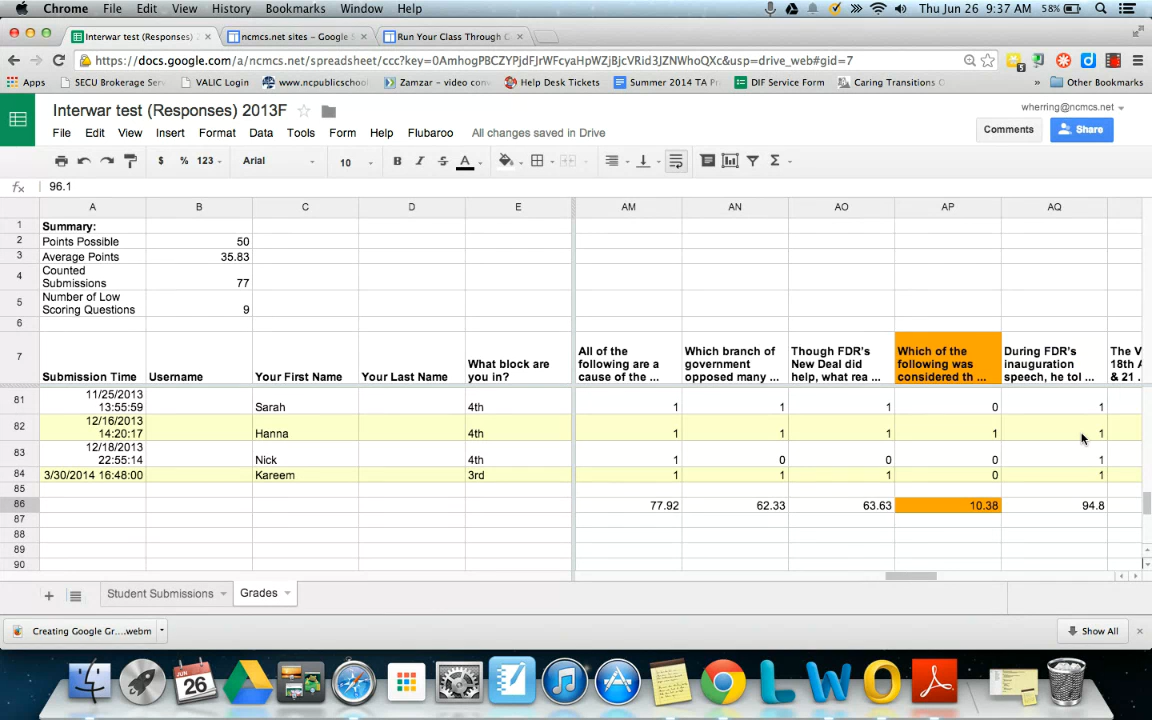 Chrome File Edit View History Bookmarks Window Help Thu Jun 26 9:37 AM 58%
Interwar test (Responses) × ncmcs.net sites – Google S × Run Your Class Through G ×
https://docs.google.com/a/ncmcs.net/spreadsheet/ccc?key=0AmhogPBCZYPjdFJrWFcyaHpWZjBjcVRid3JZNWhoQXc&usp=drive_web#gid=7
Apps SECU Brokerage Serv VALIC Login www.ncpublicschool Zamzar – video conv Help Desk Tickets Summer 2014 TA Pr DIF Service Form Caring Transitions O » Other Bookmarks
Interwar test (Responses) 2013F
wherring@ncmcs.net
File Edit View Insert Format Data Tools Form Help Flubaroo All changes saved in Drive
Comments Share
$ % 123 Arial 10 B I S A Σ
fx 96.1
A B C D E AM AN AO AP AQ
1 Summary:
2 Points Possible 50
3 Average Points 35.83
4 Counted
Submissions 77
5 Number of Low
Scoring Questions 9
6
7 Submission Time Username Your First Name Your Last Name What block are
you in?
All of the
following are a
cause of the ...
Which branch of
government
opposed many ...
Though FDR's
New Deal did
help, what rea ...
Which of the
following was
considered th ...
During FDR's
inauguration
speech, he tol ...
The V
18th A
& 21 .
81 11/25/2013
13:55:59 Sarah 4th 1 1 1 0 1
82 12/16/2013
14:20:17 Hanna 4th 1 1 1 1 1
83 12/18/2013
22:55:14 Nick 4th 1 0 0 0 1
84 3/30/2014 16:48:00 Kareem 3rd 1 1 1 0 1
85
86 77.92 62.33 63.63 10.38 94.8
87
88
89
90
+ Student Submissions Grades
Creating Google Gr....webm Show All ×
JUN
26